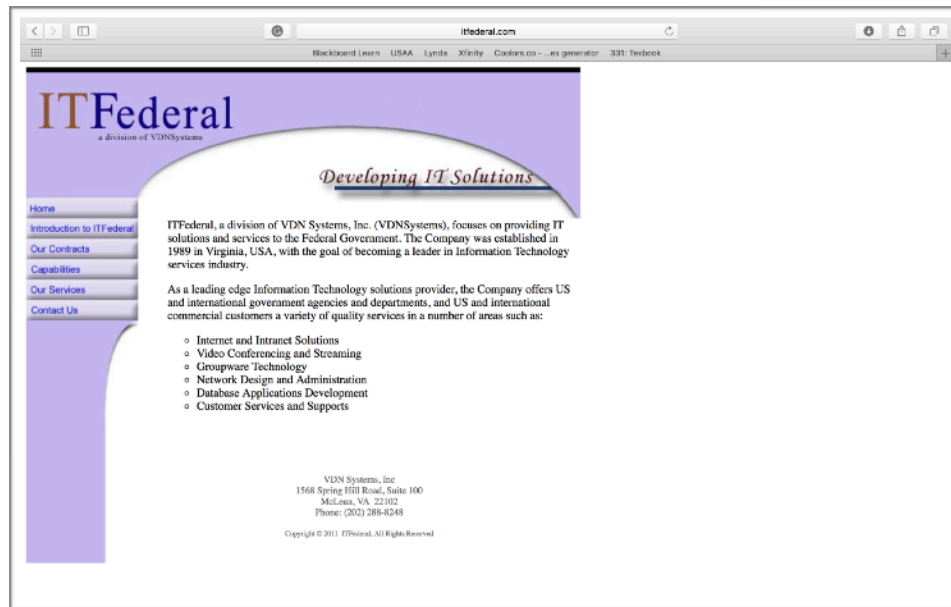 itfederal.com
Blackboard Learn USAA Lynda Xfinity Coolors.co - ...es generator 331: Texbook
ITFederal
a division of VDNSystems
Developing IT Solutions
Home
Introduction to ITFederal
Our Contracts
Capabilities
Our Services
Contact Us
ITFederal, a division of VDN Systems, Inc. (VDNSystems), focuses on providing IT
solutions and services to the Federal Government. The Company was established in
1989 in Virginia, USA, with the goal of becoming a leader in Information Technology
services industry.
As a leading edge Information Technology solutions provider, the Company offers US
and international government agencies and departments, and US and international
commercial customers a variety of quality services in a number of areas such as:
Internet and Intranet Solutions
Video Conferencing and Streaming
Groupware Technology
Network Design and Administration
Database Applications Development
Customer Services and Supports
VDN Systems, Inc
1568 Spring Hill Road, Suite 100
McLean, VA 22102
Phone: (202) 288-8248
Copyright © 2011 ITFederal, All Rights Reserved